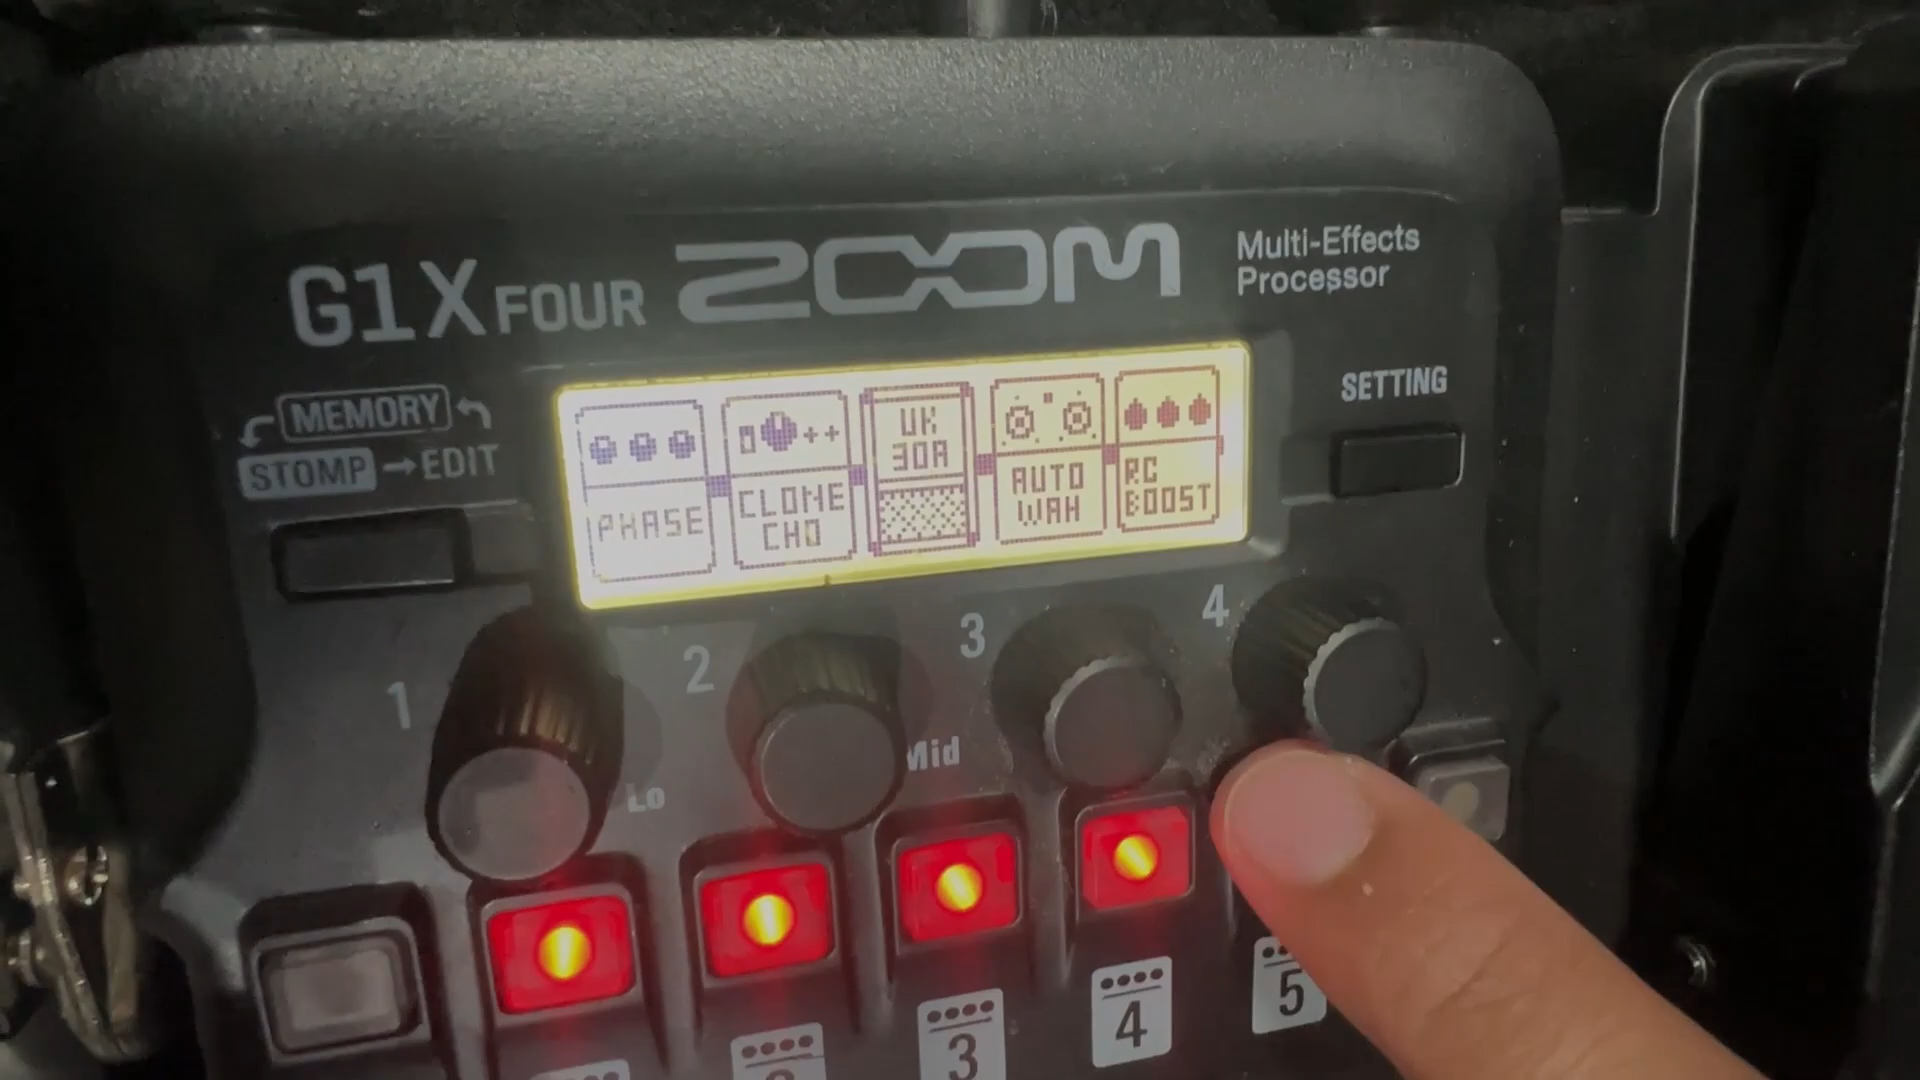 G1X FOUR ZOOM Multi-Effects
Processor
MEMORY
STOMP → EDIT
SETTING
PHASE
CLONE
CHO
UK
30A
AUTO
WAH
RC
BOOST
1
2
3
4
Lo
Mid
3
4
5